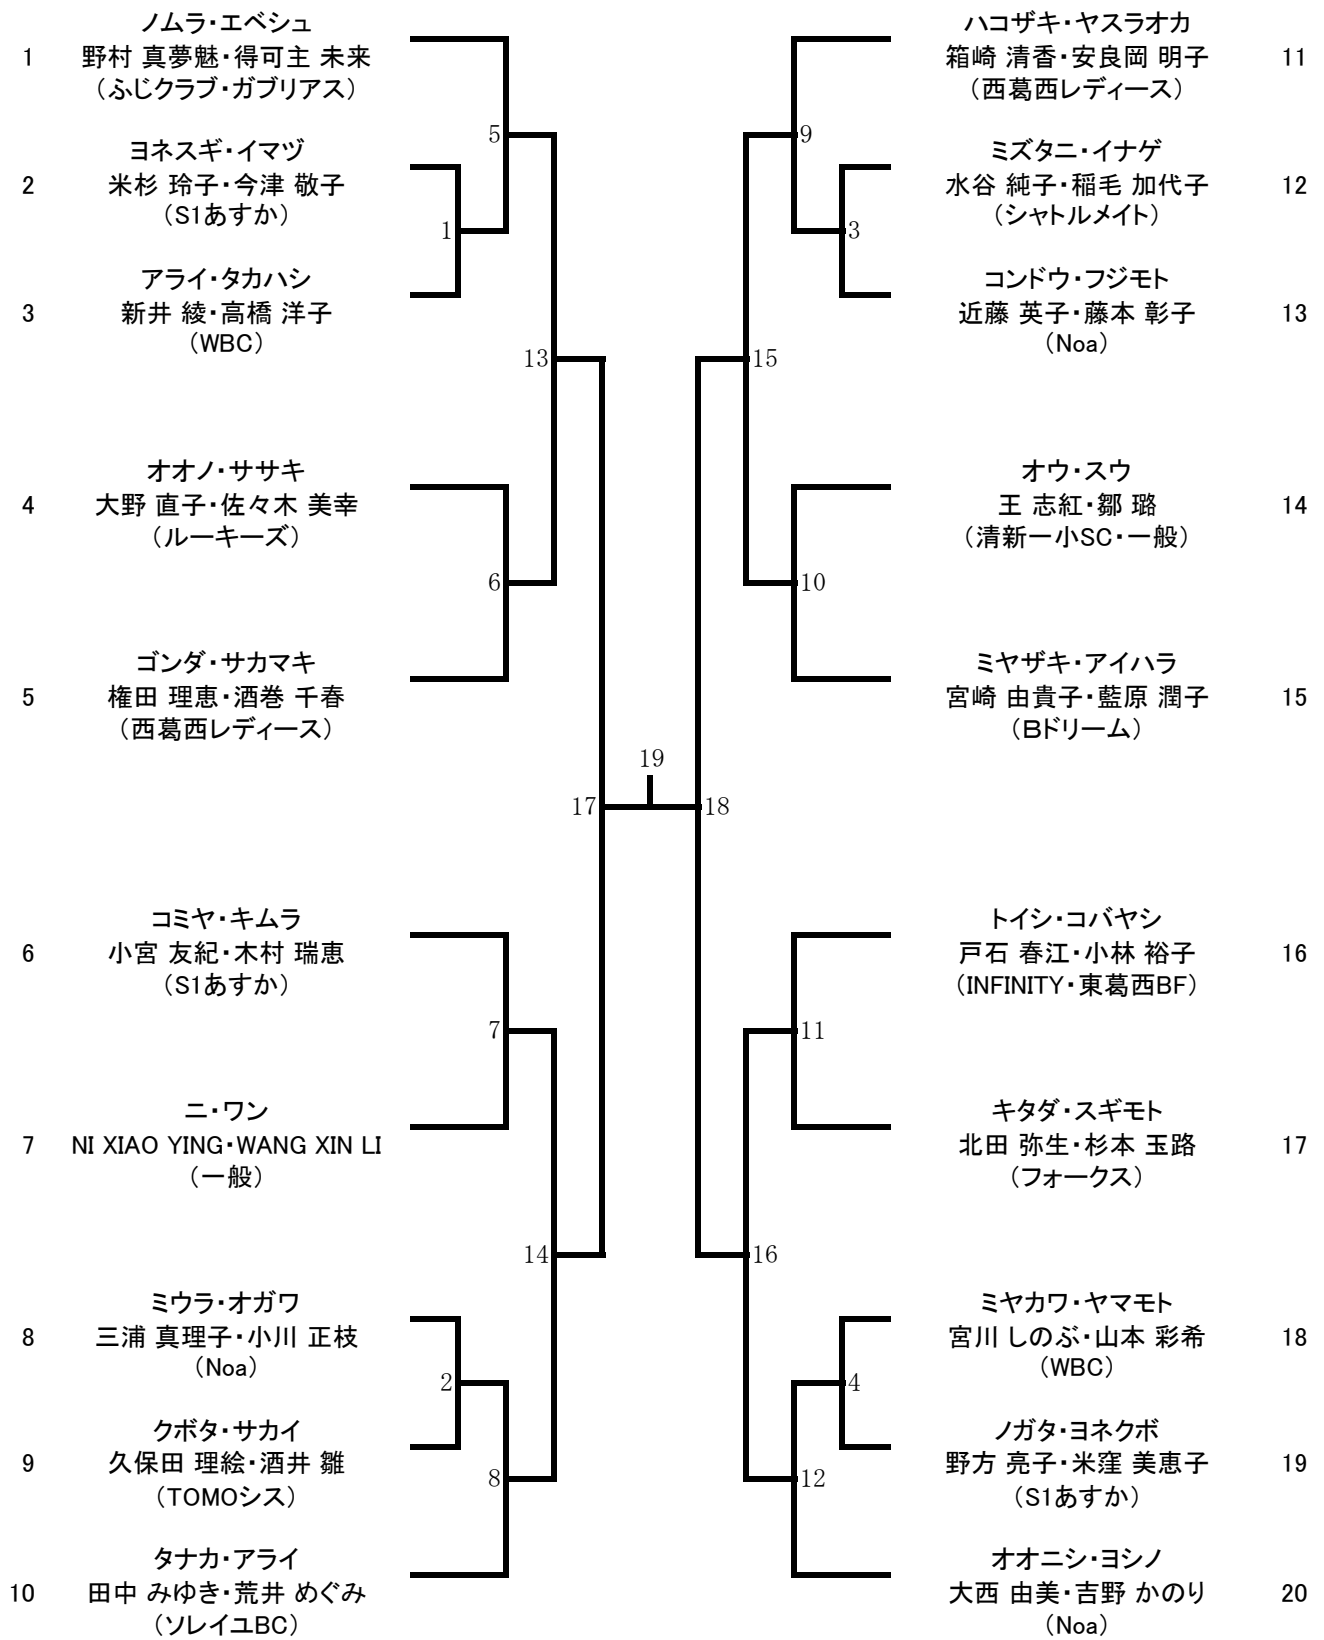 ノムラ・エベシュ
1 野村 真夢魅・得可主 未来
（ふじクラブ・ガブリアス）
ヨネスギ・イマヅ
2 米杉 玲子・今津 敬子
（S1あすか）
アライ・タカハシ
3 新井 綾・高橋 洋子
（WBC）
オオノ・ササキ
4 大野 直子・佐々木 美幸
（ルーキーズ）
ゴンダ・サカマキ
5 権田 理恵・酒巻 千春
（西葛西レディース）
コミヤ・キムラ
6 小宮 友紀・木村 瑞恵
（S1あすか）
ニ・ワン
7 NI XIAO YING・WANG XIN LI
（一般）
ミウラ・オガワ
8 三浦 真理子・小川 正枝
（Noa）
クボタ・サカイ
9 久保田 理絵・酒井 雛
（TOMOシス）
タナカ・アライ
10 田中 みゆき・荒井 めぐみ
（ソレイユBC）
5
1
13
6
17
7
14
2
8
19
9
3
15
10
18
11
16
4
12
ハコザキ・ヤスラオカ
箱崎 清香・安良岡 明子 11
（西葛西レディース）
ミズタニ・イナゲ
水谷 純子・稲毛 加代子 12
（シャトルメイト）
コンドウ・フジモト
近藤 英子・藤本 彰子 13
（Noa）
オウ・スウ
王 志紅・鄒 璐 14
（清新一小SC・一般）
ミヤザキ・アイハラ
宮崎 由貴子・藍原 潤子 15
（Bドリーム）
トイシ・コバヤシ
戸石 春江・小林 裕子 16
（INFINITY・東葛西BF）
キタダ・スギモト
北田 弥生・杉本 玉路 17
（フォークス）
ミヤカワ・ヤマモト
宮川 しのぶ・山本 彩希 18
（WBC）
ノガタ・ヨネクボ
野方 亮子・米窪 美恵子 19
（S1あすか）
オオニシ・ヨシノ
大西 由美・吉野 かのり 20
（Noa）